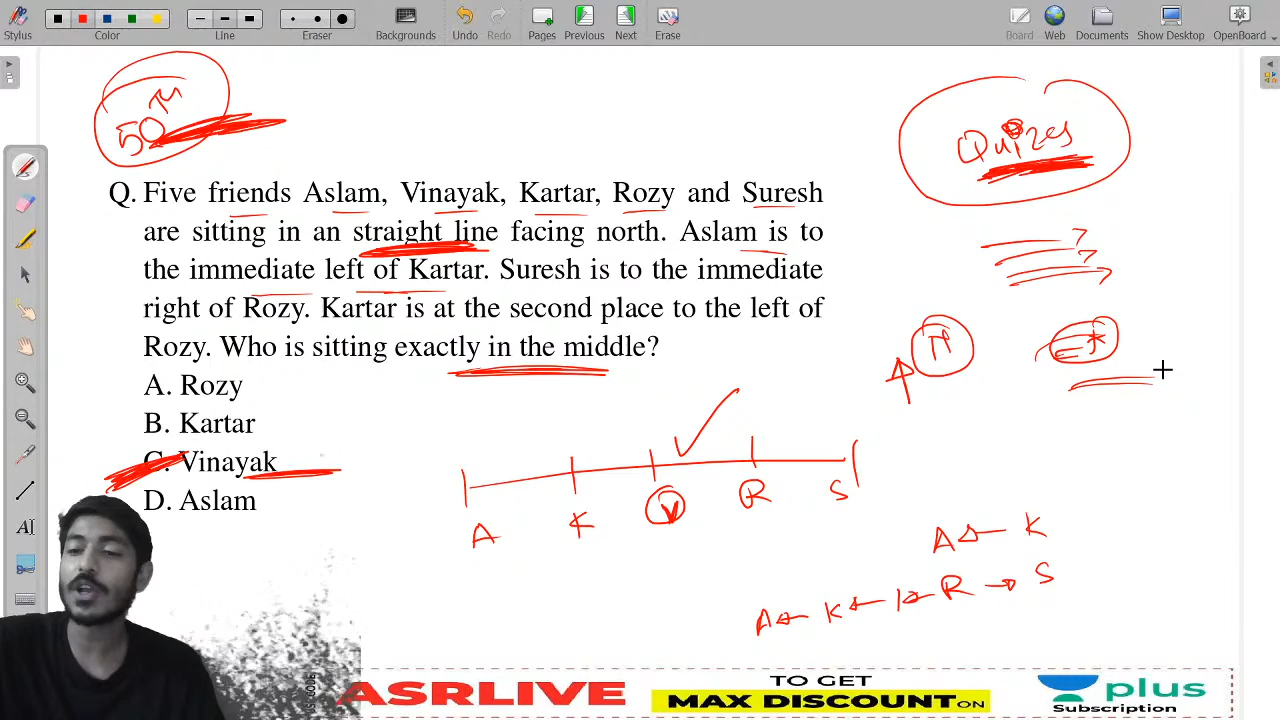 Stylus
Color
Line
Eraser
Backgrounds
Undo
Redo
Pages
Previous
Next
Erase
Board
Web
Documents
Show Desktop
OpenBoard
50
Quizes
Q. Five friends Aslam, Vinayak, Kartar, Rozy and Suresh
are sitting in an straight line facing north. Aslam is to
the immediate left of Kartar. Suresh is to the immediate
right of Rozy. Kartar is at the second place to the left of
Rozy. Who is sitting exactly in the middle?
A. Rozy
B. Kartar
C. Vinayak
D. Aslam
A K V R S
A ← K
A ← K ← ← R → S
ASRLIVE
TO GET
MAX DISCOUNT ON
plus
Subscription